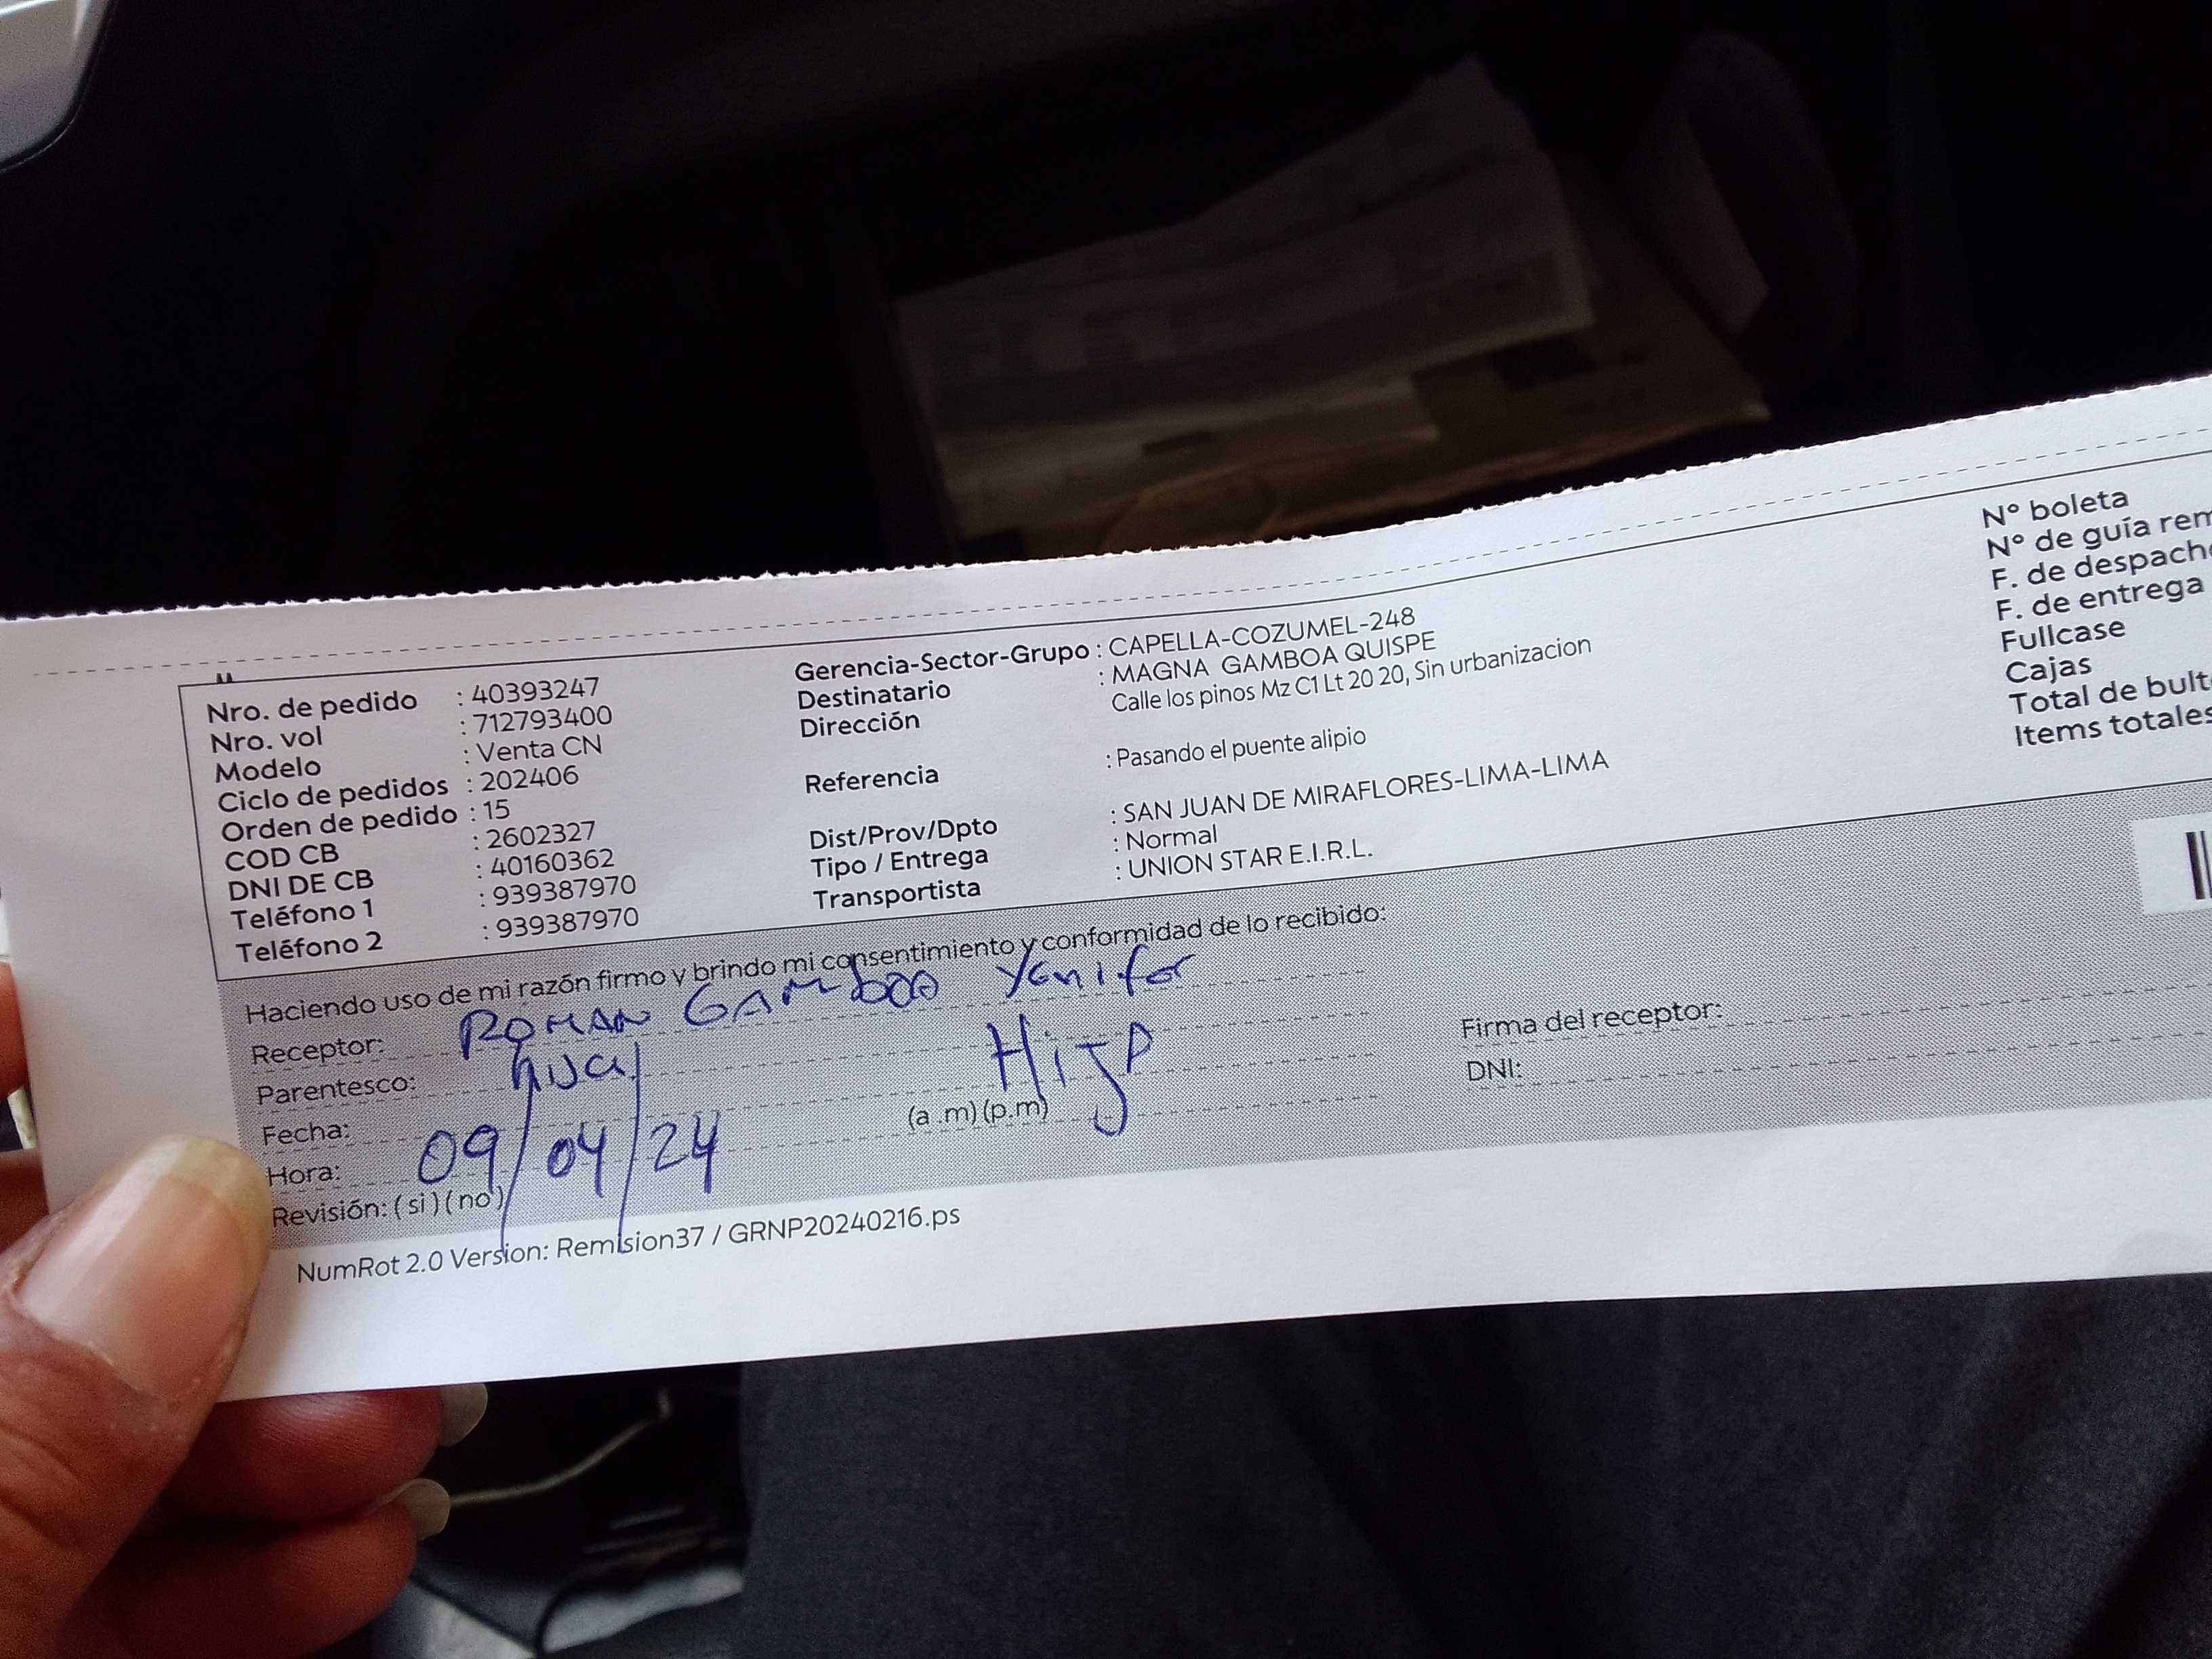 Nro. de pedido : 40393247
Nro. vol : 712793400
Modelo : Venta CN
Ciclo de pedidos : 202406
Orden de pedido : 15
COD CB : 2602327
DNI DE CB : 40160362
Teléfono 1 : 939387970
Teléfono 2 : 939387970
Gerencia-Sector-Grupo : CAPELLA-COZUMEL-248
Destinatario : MAGNA GAMBOA QUISPE
Dirección Calle los pinos Mz C1 Lt 20 20, Sin urbanizacion
Referencia : Pasando el puente alipio
Dist/Prov/Dpto : SAN JUAN DE MIRAFLORES-LIMA-LIMA
Tipo / Entrega : Normal
Transportista : UNION STAR E.I.R.L.
N° boleta
N° de guía rem
F. de despach
F. de entrega
Fullcase
Cajas
Total de bult
Items totales
Haciendo uso de mi razón firmo y brindo mi consentimiento y conformidad de lo recibido:
Receptor: ROMAN GAMBOA Yenifer
Parentesco: Hija
Fecha:
Hora: 09/04/24 (a .m) (p.m)
Revisión: ( si ) ( no )
Firma del receptor:
DNI:
NumRot 2.0 Version: Remision37 / GRNP20240216.ps